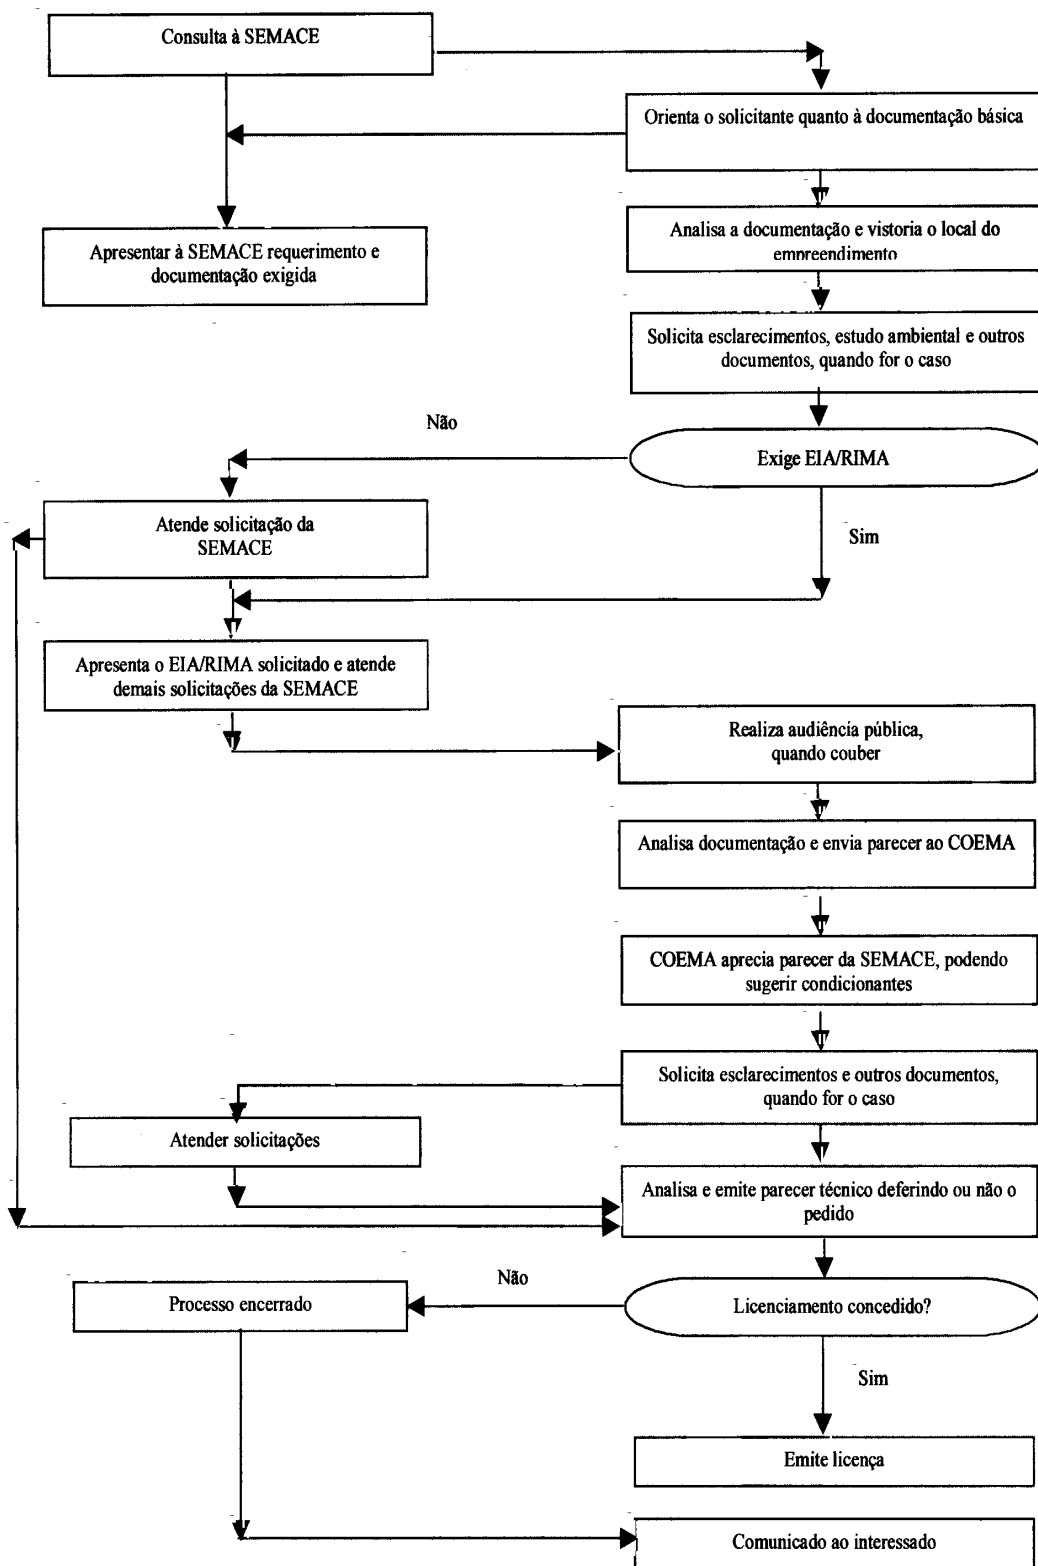 Consulta à SEMACE
Orienta o solicitante quanto à documentação básica
Analisa a documentação e vistoria o local do
empreendimento
Apresentar à SEMACE requerimento e
documentação exigida
Solicita esclarecimentos, estudo ambiental e outros
documentos, quando for o caso
Não
Exige EIA/RIMA
Atende solicitação da
SEMACE
Sim
Apresenta o EIA/RIMA solicitado e atende
demais solicitações da SEMACE
Realiza audiência pública,
quando couber
Analisa documentação e envia parecer ao COEMA
COEMA aprecia parecer da SEMACE, podendo
sugerir condicionantes
Solicita esclarecimentos e outros documentos,
quando for o caso
Atender solicitações
Analisa e emite parecer técnico deferindo ou não o
pedido
Não
Processo encerrado
Licenciamento concedido?
Sim
Emite licença
Comunicado ao interessado